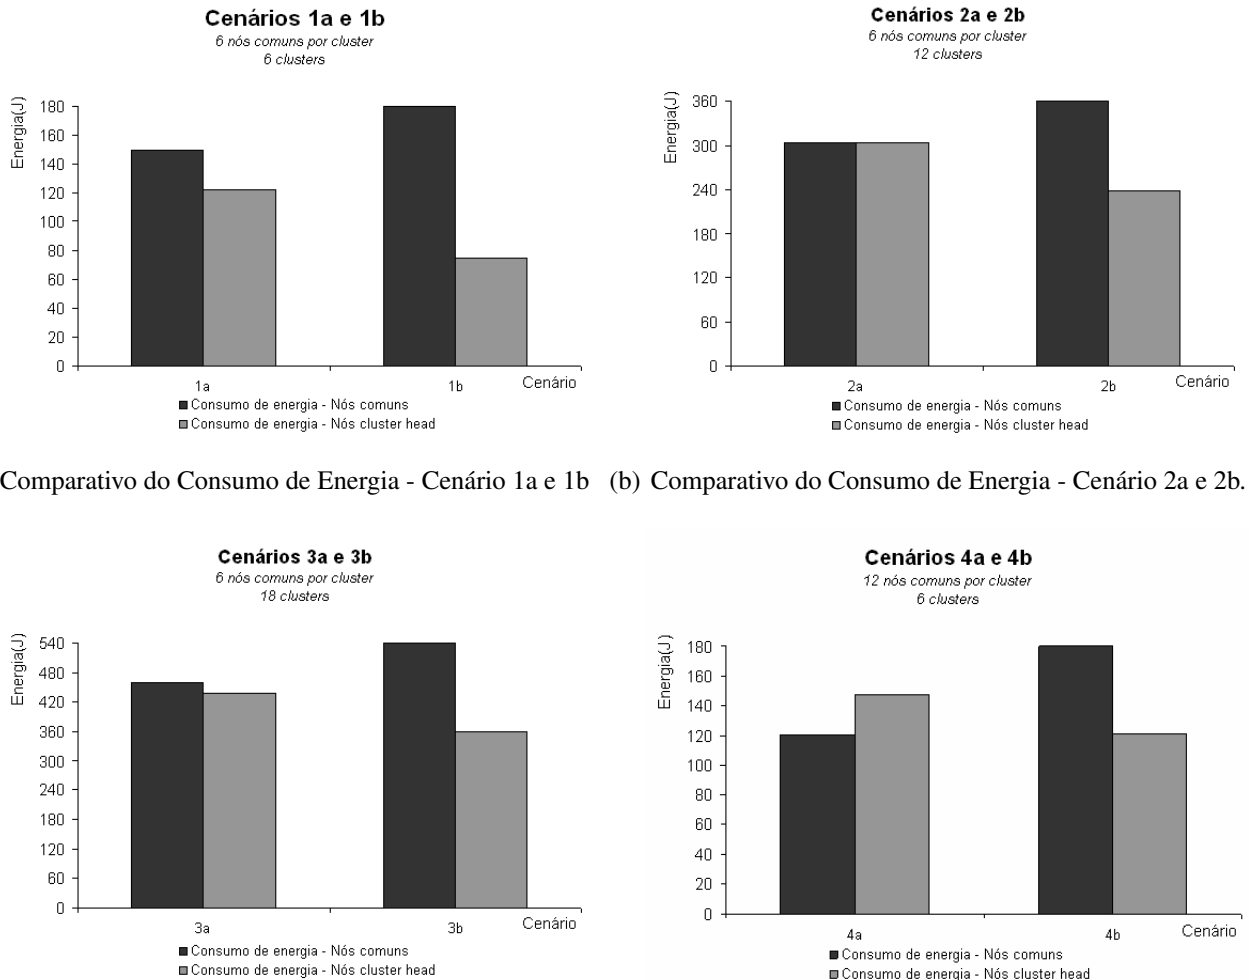 Cenários 1a e 1b
6 nós comuns por cluster
6 clusters
Energia(J)
180
160
140
120
100
80
60
40
20
0
1a
1b
Cenário
Consumo de energia - Nós comuns
Consumo de energia - Nós cluster head
Cenários 2a e 2b
6 nós comuns por cluster
12 clusters
Energia(J)
360
300
240
180
120
60
0
2a
2b
Cenário
Consumo de energia - Nós comuns
Consumo de energia - Nós cluster head
Comparativo do Consumo de Energia - Cenário 1a e 1b
(b) Comparativo do Consumo de Energia - Cenário 2a e 2b.
Cenários 3a e 3b
6 nós comuns por cluster
18 clusters
Energia(J)
540
480
420
360
300
240
180
120
60
0
3a
3b
Cenário
Consumo de energia - Nós comuns
Consumo de energia - Nós cluster head
Cenários 4a e 4b
12 nós comuns por cluster
6 clusters
Energia(J)
180
160
140
120
100
80
60
40
20
0
4a
4b
Cenário
Consumo de energia - Nós comuns
Consumo de energia - Nós cluster head